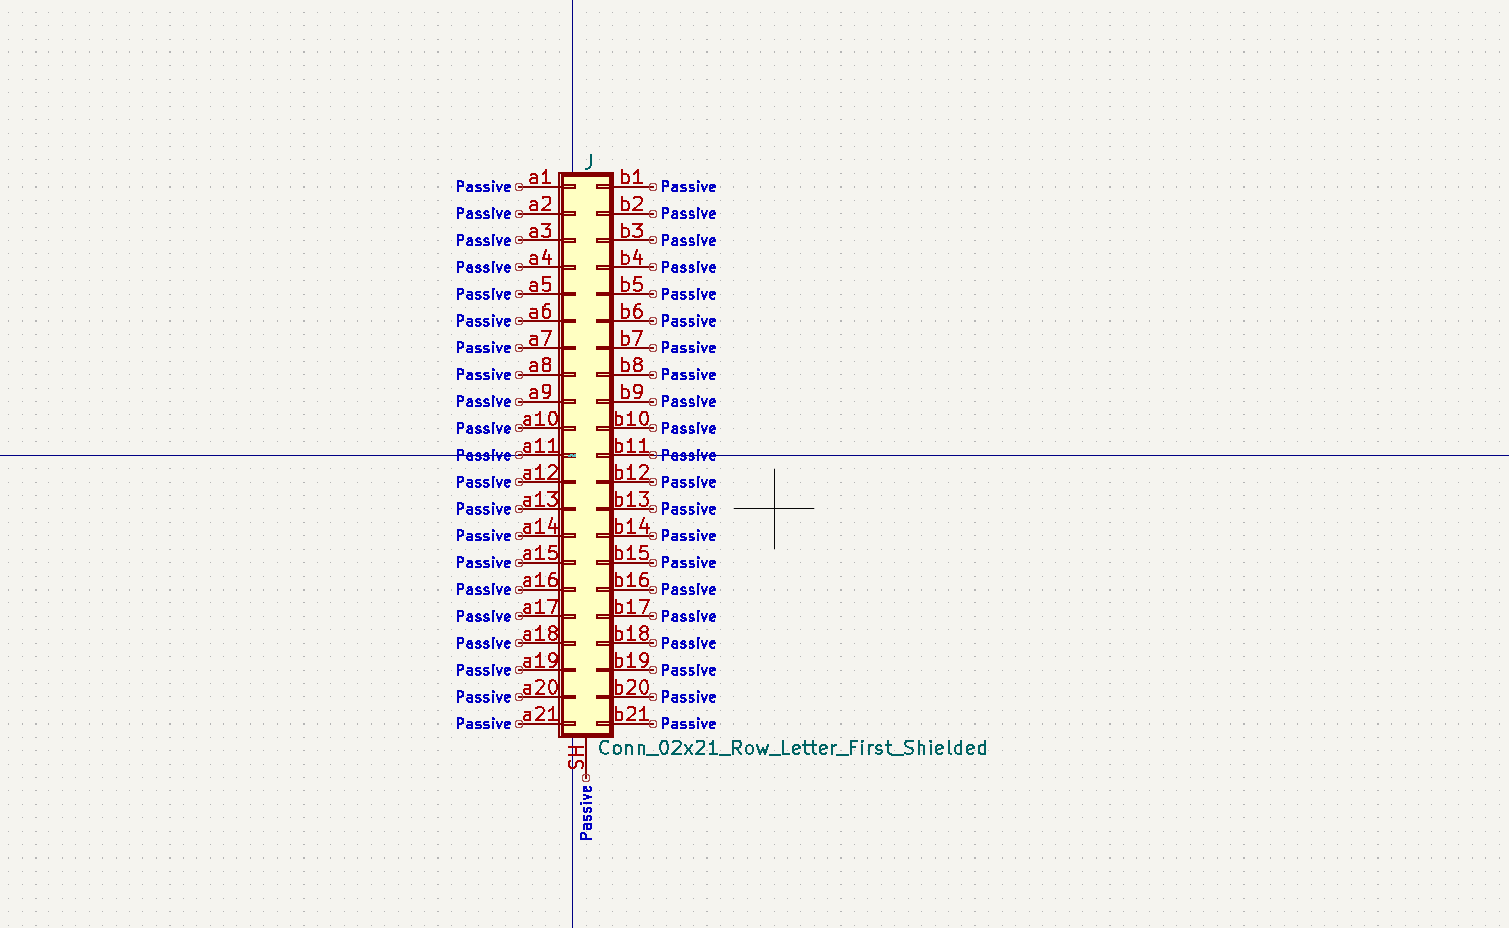 J
Passive a1 b1 Passive
Passive a2 b2 Passive
Passive a3 b3 Passive
Passive a4 b4 Passive
Passive a5 b5 Passive
Passive a6 b6 Passive
Passive a7 b7 Passive
Passive a8 b8 Passive
Passive a9 b9 Passive
Passive a10 b10 Passive
Passive a11 b11 Passive
Passive a12 b12 Passive
Passive a13 b13 Passive
Passive a14 b14 Passive
Passive a15 b15 Passive
Passive a16 b16 Passive
Passive a17 b17 Passive
Passive a18 b18 Passive
Passive a19 b19 Passive
Passive a20 b20 Passive
Passive a21 b21 Passive
SH Conn_02x21_Row_Letter_First_Shielded
Passive